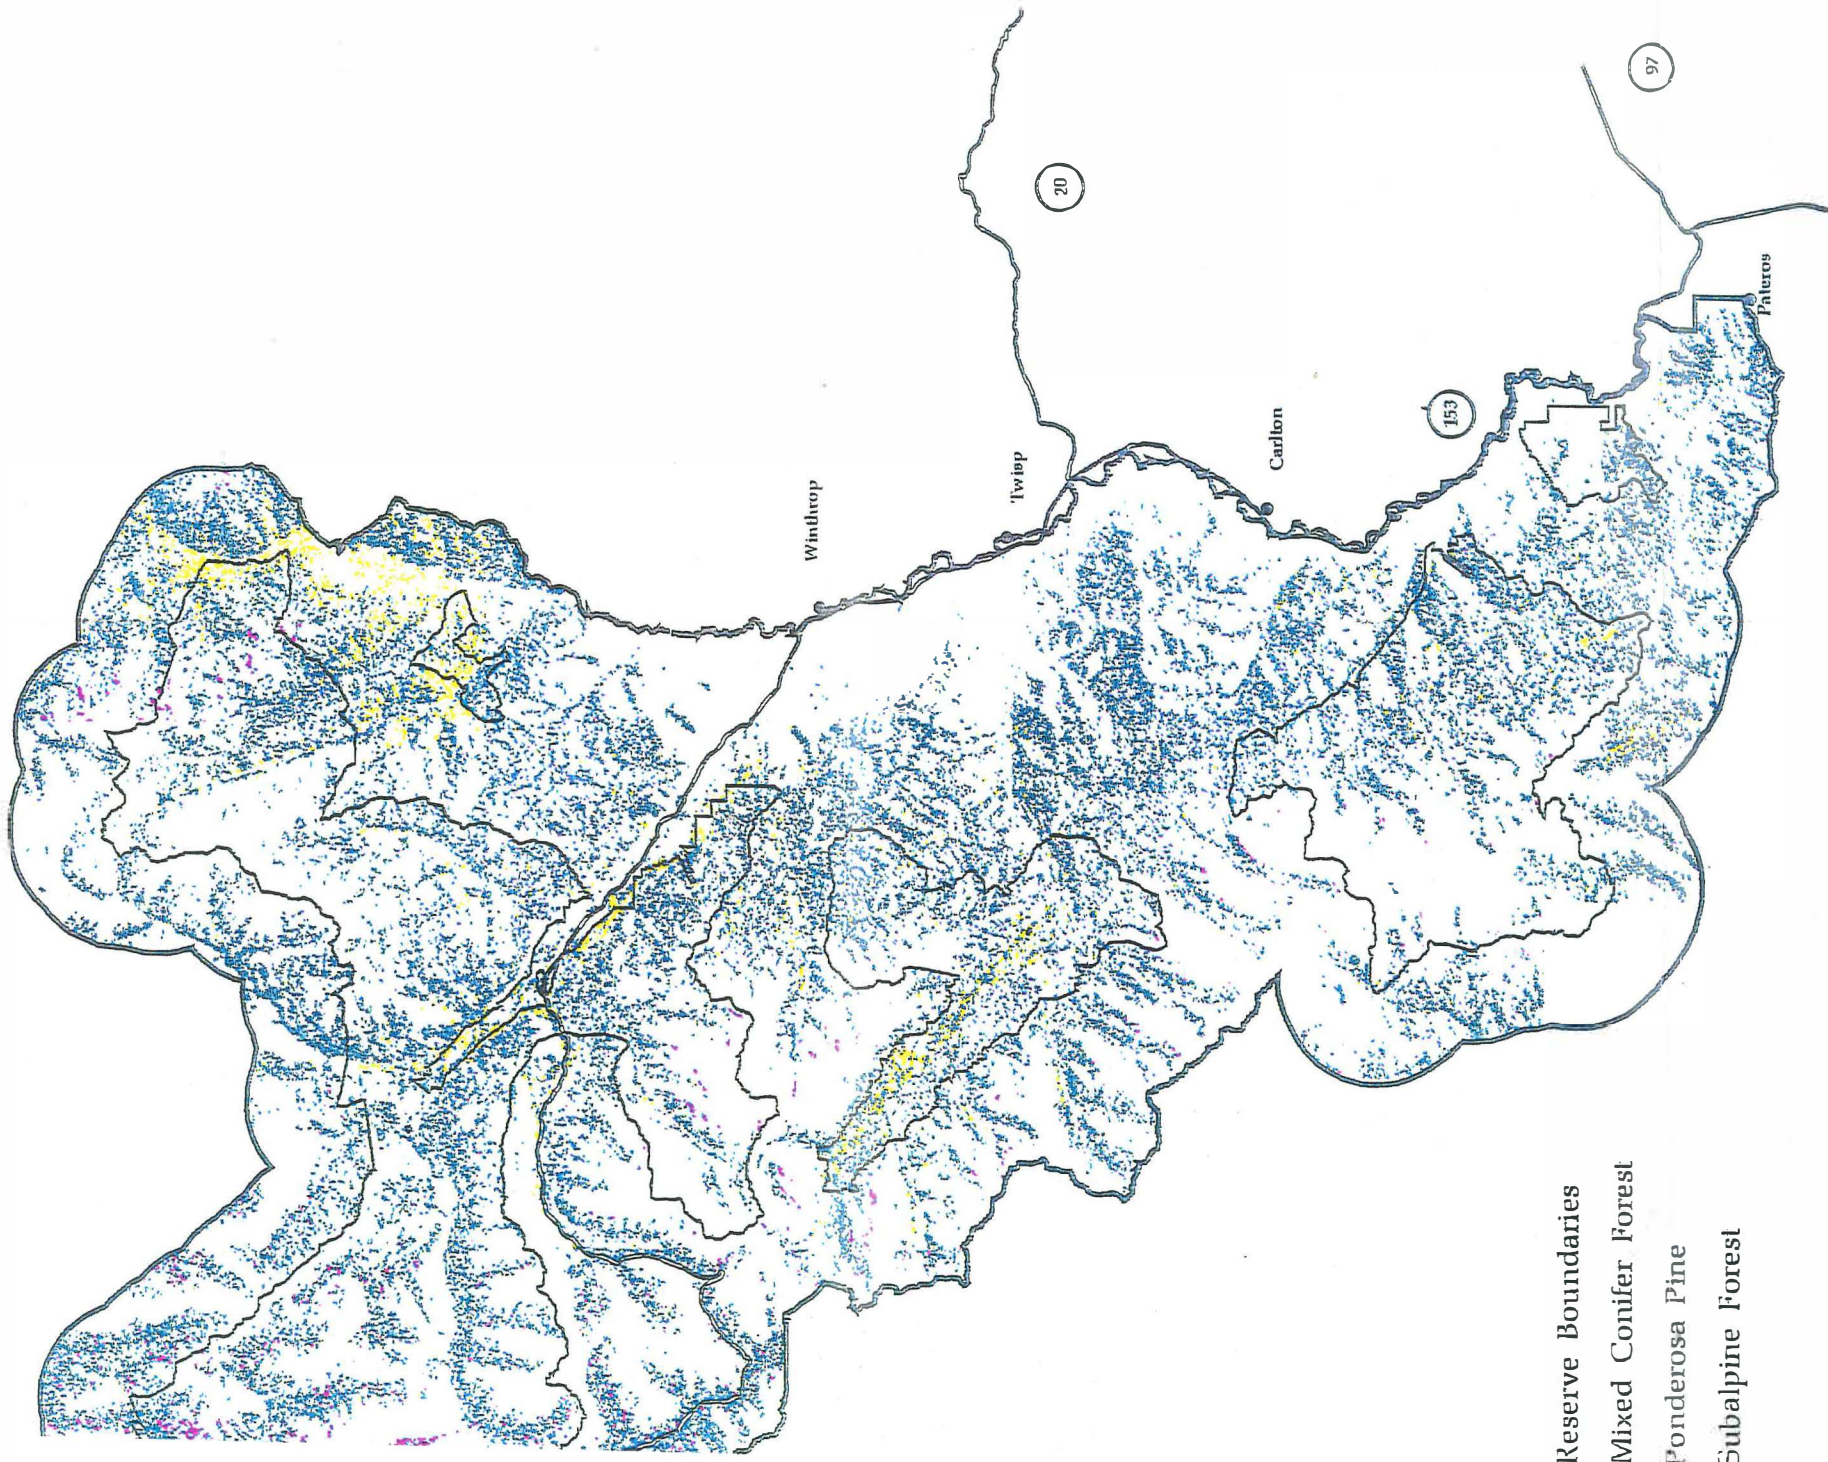 97
20
Pateros
153
Carlton
Twisp
Winthrop
Reserve Boundaries
Mixed Conifer Forest
Ponderosa Pine
Subalpine Forest